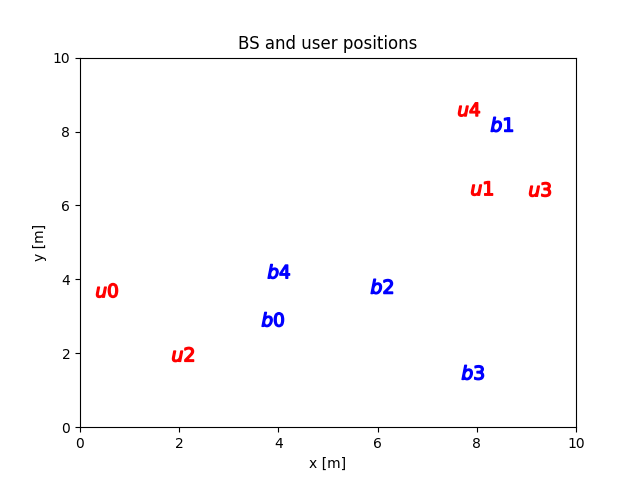 BS and user positions
10
u4
b1
8
u1 u3
6
y [m]
b4
4
b2
u0
b0
u2
2
b3
0
0 2 4 6 8 10
x [m]